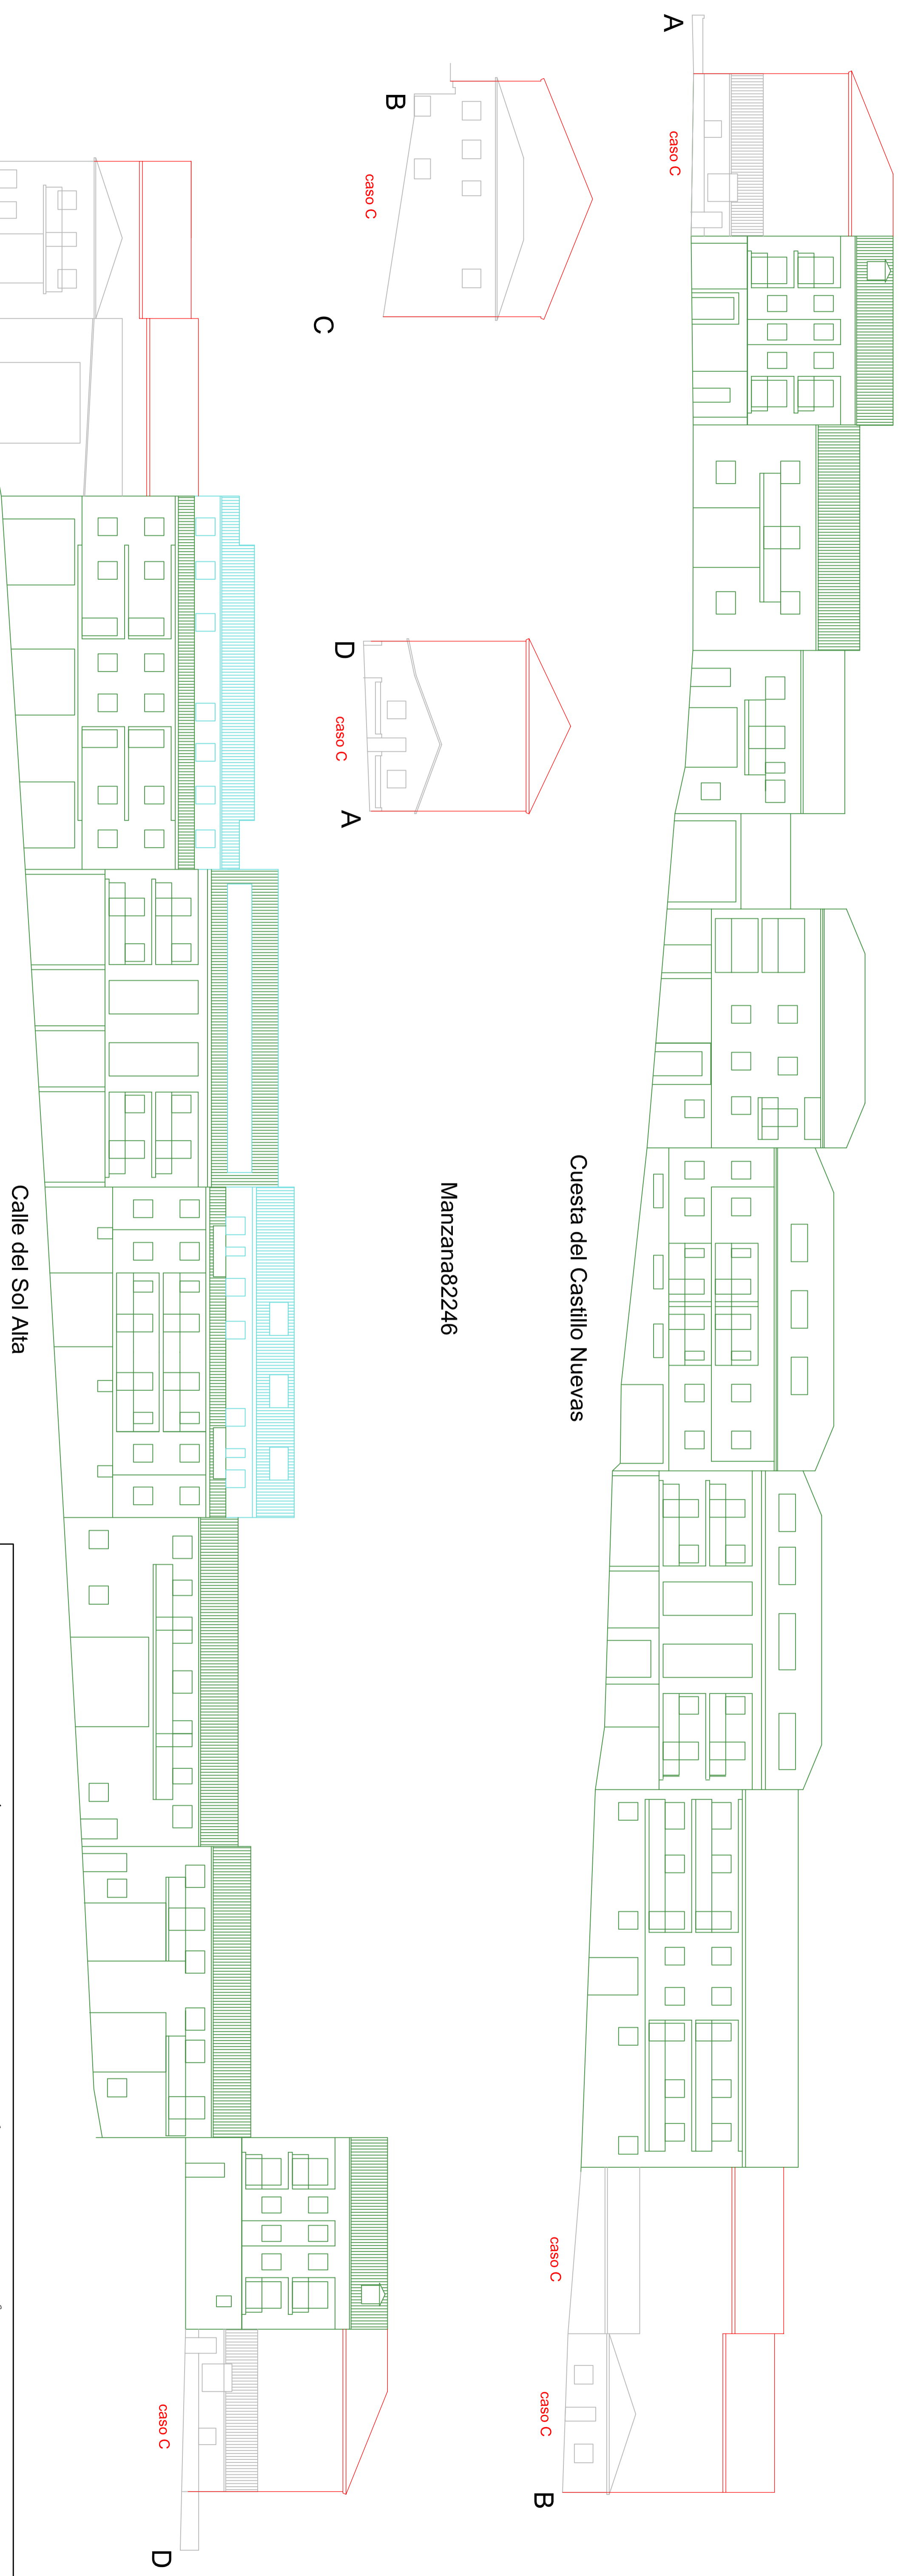 A
caso C
Cuesta del Castillo Nuevas
caso C
caso C
B
B
caso C
C
D
caso C
A
Manzana82246
Calle del Sol Alta
caso C
D